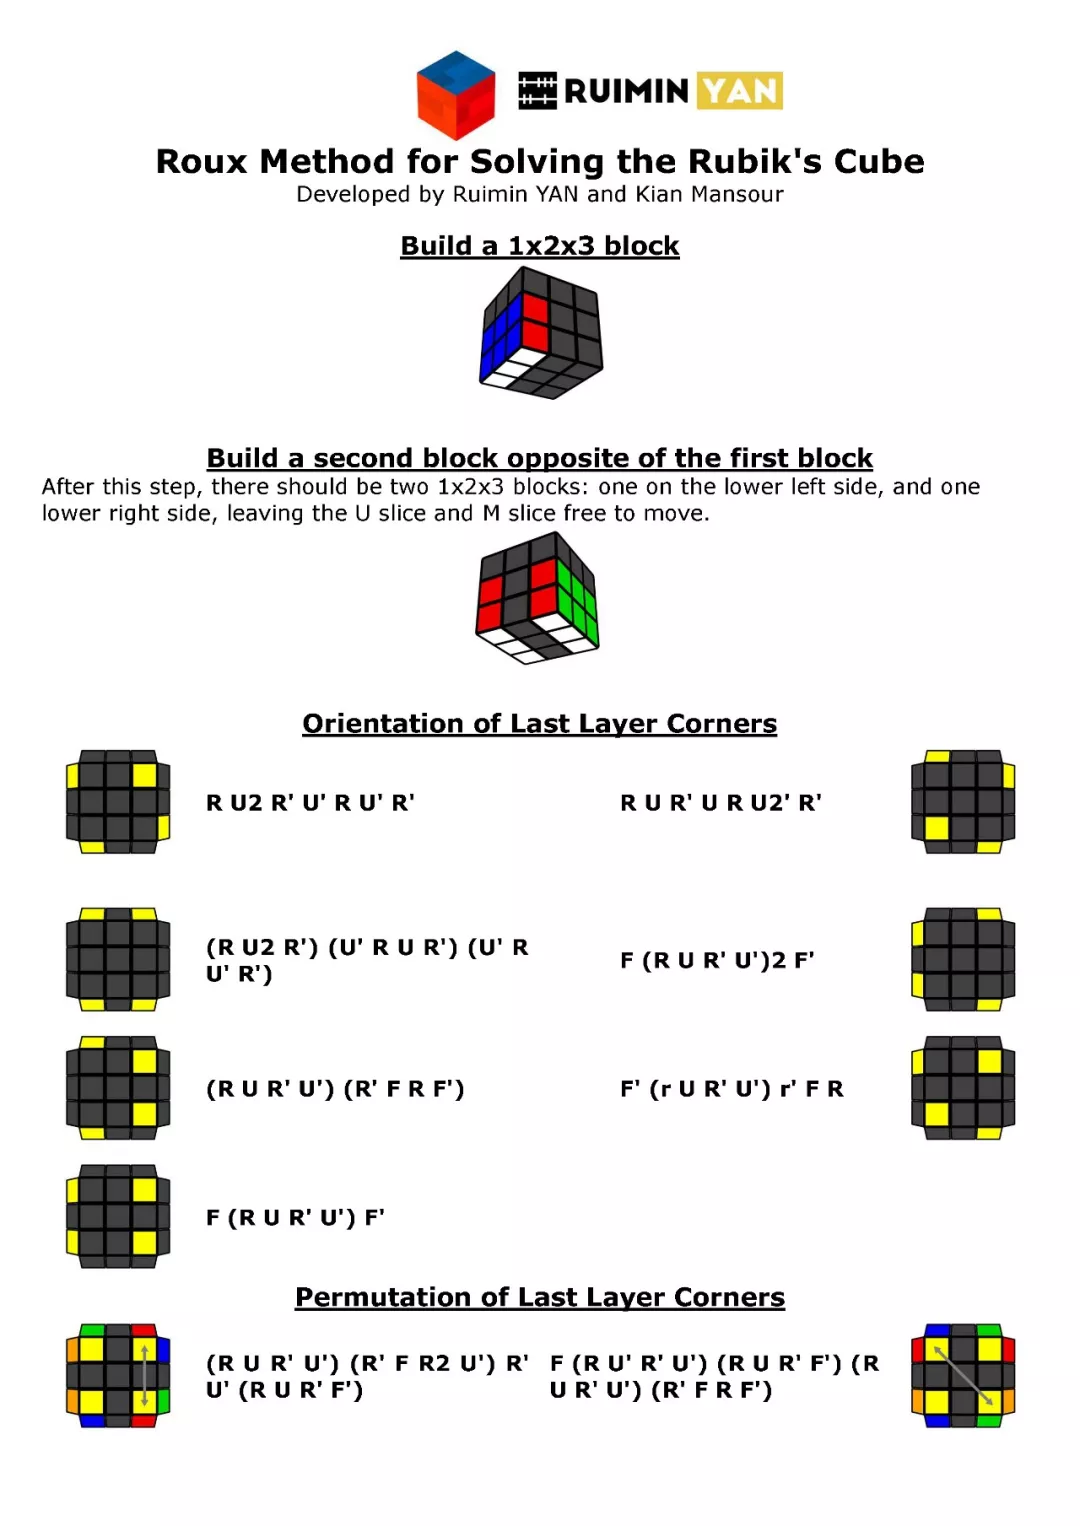 RUIMIN YAN
Roux Method for Solving the Rubik's Cube
Developed by Ruimin YAN and Kian Mansour
Build a 1x2x3 block
Build a second block opposite of the first block
After this step, there should be two 1x2x3 blocks: one on the lower left side, and one
lower right side, leaving the U slice and M slice free to move.
Orientation of Last Layer Corners
R U2 R' U' R U' R'
R U R' U R U2' R'
(R U2 R') (U' R U R') (U' R
U' R')
F (R U R' U')2 F'
(R U R' U') (R' F R F')
F' (r U R' U') r' F R
F (R U R' U') F'
Permutation of Last Layer Corners
(R U R' U') (R' F R2 U') R'
U' (R U R' F')
F (R U' R' U') (R U R' F') (R
U R' U') (R' F R F')